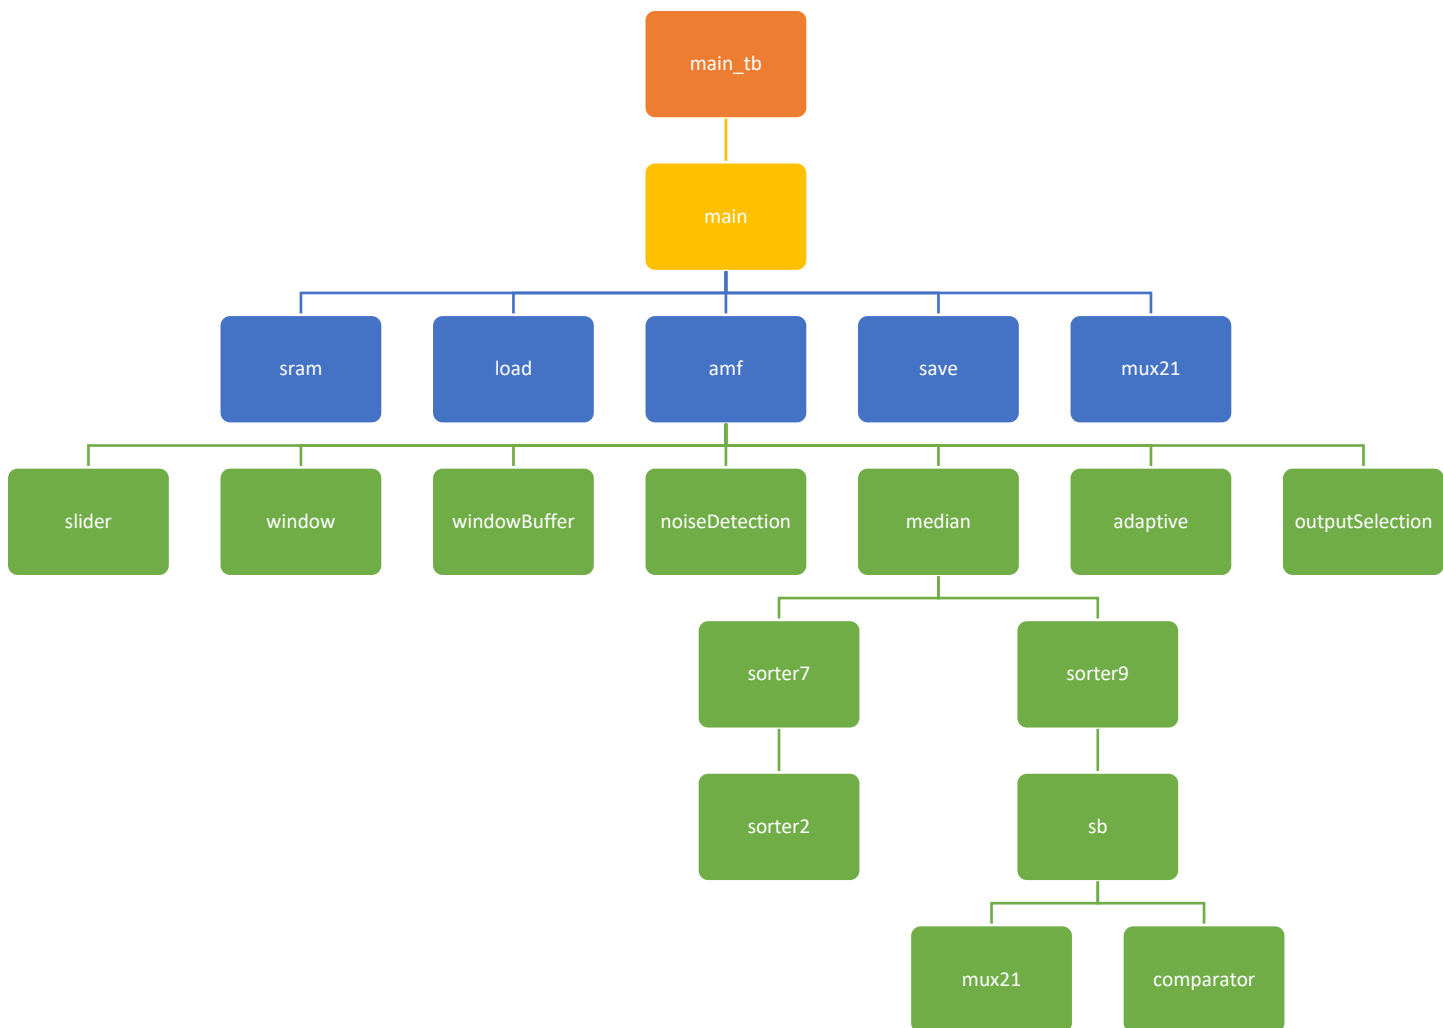 main_tb
main
sram
load
amf
save
mux21
slider
window
windowBuffer
noiseDetection
median
adaptive
outputSelection
sorter7
sorter9
sorter2
sb
mux21
comparator